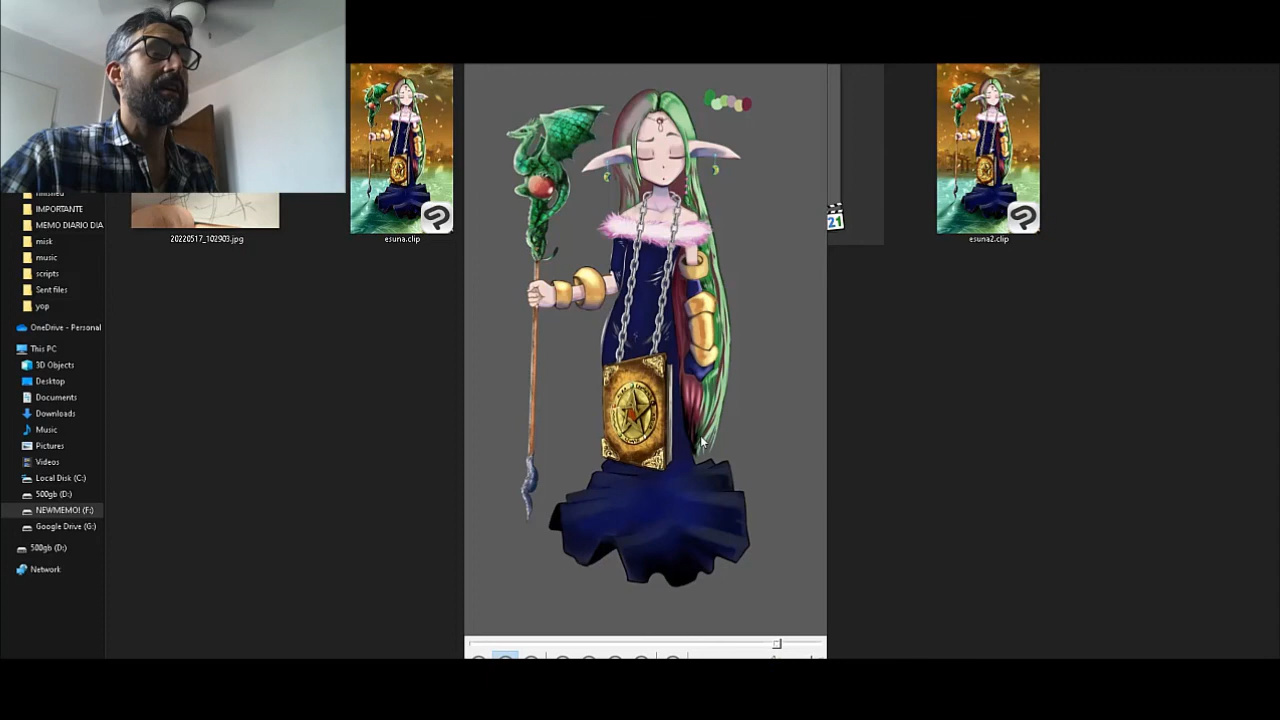 finished
IMPORTANTE
MEMO DIARIO DIA
misk
music
scripts
Sent files
yop
OneDrive - Personal
This PC
3D Objects
Desktop
Documents
Downloads
Music
Pictures
Videos
Local Disk (C:)
500gb (D:)
NEWMEMO! (F:)
Google Drive (G:)
500gb (D:)
Network
20220517_102903.jpg
esuna.clip
21
esuna2.clip